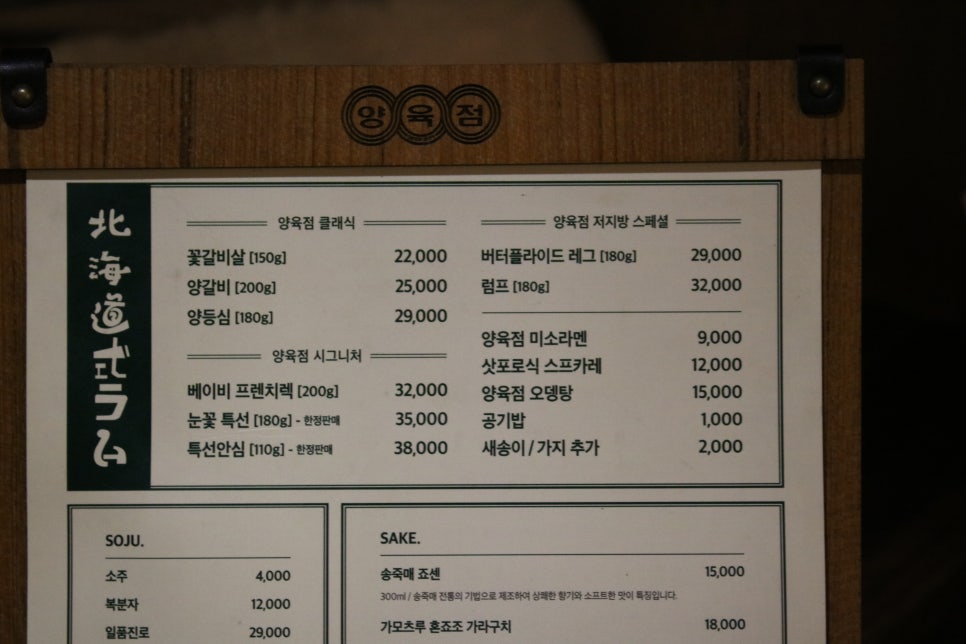 양육점
北海道式ラム
양육점 클래식
꽃갈비살 [150g] 22,000
양갈비 [200g] 25,000
양등심 [180g] 29,000
양육점 시그니처
베이비 프렌치렉 [200g] 32,000
눈꽃 특선 [180g] - 한정판매 35,000
특선안심 [110g] - 한정판매 38,000
양육점 저지방 스페셜
버터플라이드 레그 [180g] 29,000
럼프 [180g] 32,000
양육점 미소라멘 9,000
삿포로식 스프카레 12,000
양육점 오뎅탕 15,000
공기밥 1,000
새송이 / 가지 추가 2,000
SOJU.
소주 4,000
복분자 12,000
일품진로 29,000
SAKE.
송죽매 죠센 15,000
300ml / 송죽매 전통의 기법으로 제조하여 상쾌한 향기와 소프트한 맛이 특징입니다.
가모츠루 혼죠조 가라구치 18,000